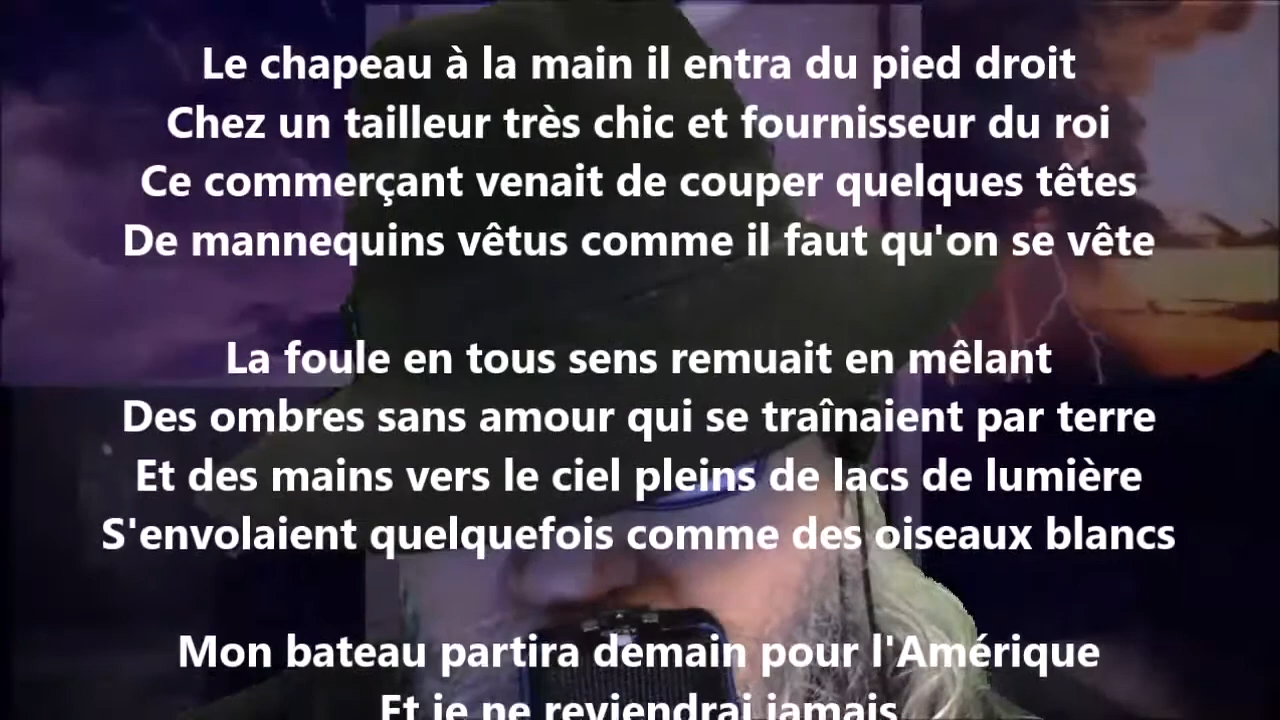 Le chapeau à la main il entra du pied droit
Chez un tailleur très chic et fournisseur du roi
Ce commerçant venait de couper quelques têtes
De mannequins vêtus comme il faut qu'on se vête
La foule en tous sens remuait en mêlant
Des ombres sans amour qui se traînaient par terre
Et des mains vers le ciel pleins de lacs de lumière
S'envolaient quelquefois comme des oiseaux blancs
Mon bateau partira demain pour l'Amérique
Et je ne reviendrai jamais